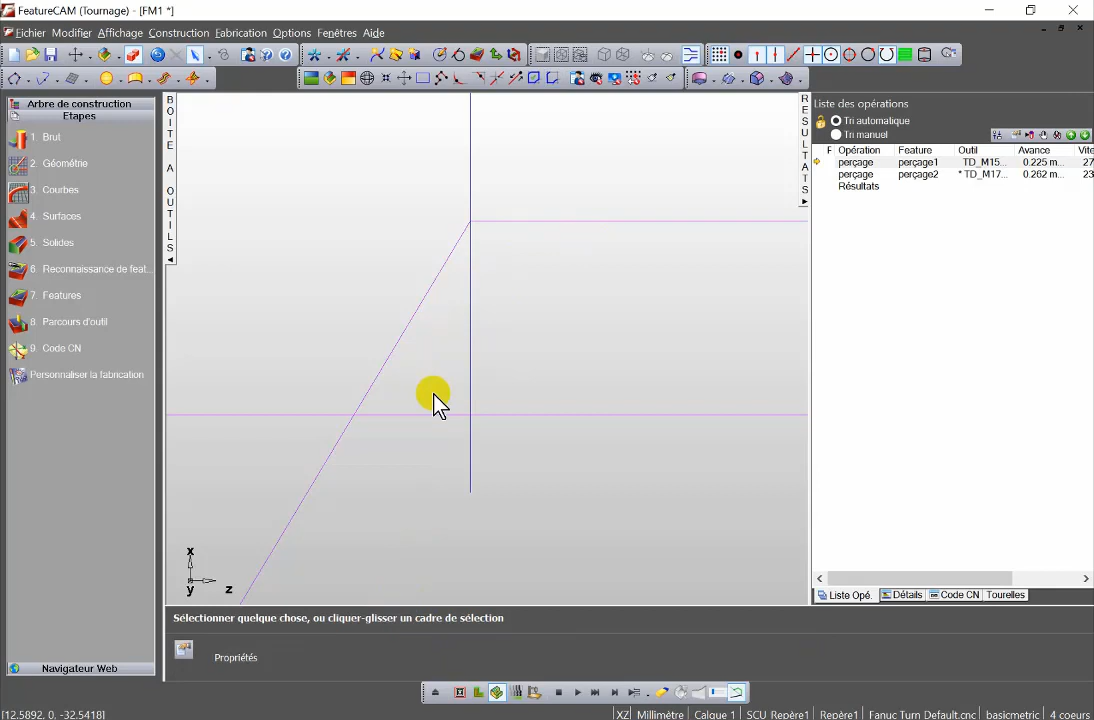 FeatureCAM (Tournage) - [FM1 *]
Fichier Modifier Affichage Construction Fabrication Options Fenêtres Aide
Arbre de construction
Etapes
1. Brut
2. Géométrie
3. Courbes
4. Surfaces
5. Solides
6. Reconnaissance de feat...
7. Features
8. Parcours d'outil
9. Code CN
Personnaliser la fabrication
Navigateur Web
BOITE A OUTILS
x
z
y
RESULTATS
Liste des opérations
Tri automatique
Tri manuel
F Opération Feature Outil Avance Vite
perçage perçage1 TD_M15... 0.225 m... 27
perçage perçage2 *TD_M17... 0.262 m... 23
Résultats
Liste Opé. Détails Code CN Tourelles
Sélectionner quelque chose, ou cliquer-glisser un cadre de sélection
Propriétés
[12.5892, 0, -32.5418]
XZ Millimètre Calque 1 SCU Repère1 Repère1 Fanuc Turn Default.cnc basicmetric 4 coeurs